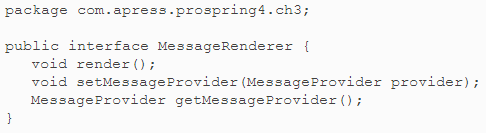 package com.apress.prospring4.ch3;
public interface MessageRenderer {
void render();
void setMessageProvider(MessageProvider provider);
MessageProvider getMessageProvider();
}